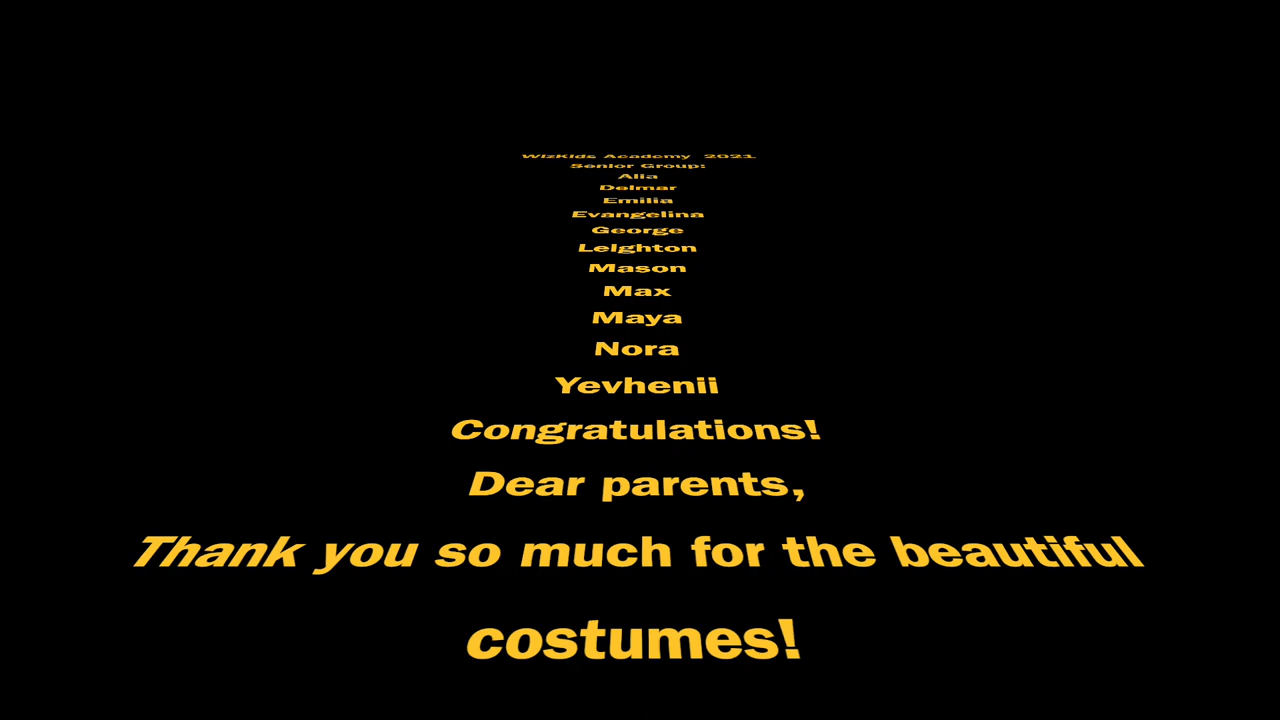 WizKids Academy 2021
Senior Group:
Alia
Delmar
Emilia
Evangelina
George
Leighton
Mason
Max
Maya
Nora
Yevhenii
Congratulations!
Dear parents,
Thank you so much for the beautiful
costumes!